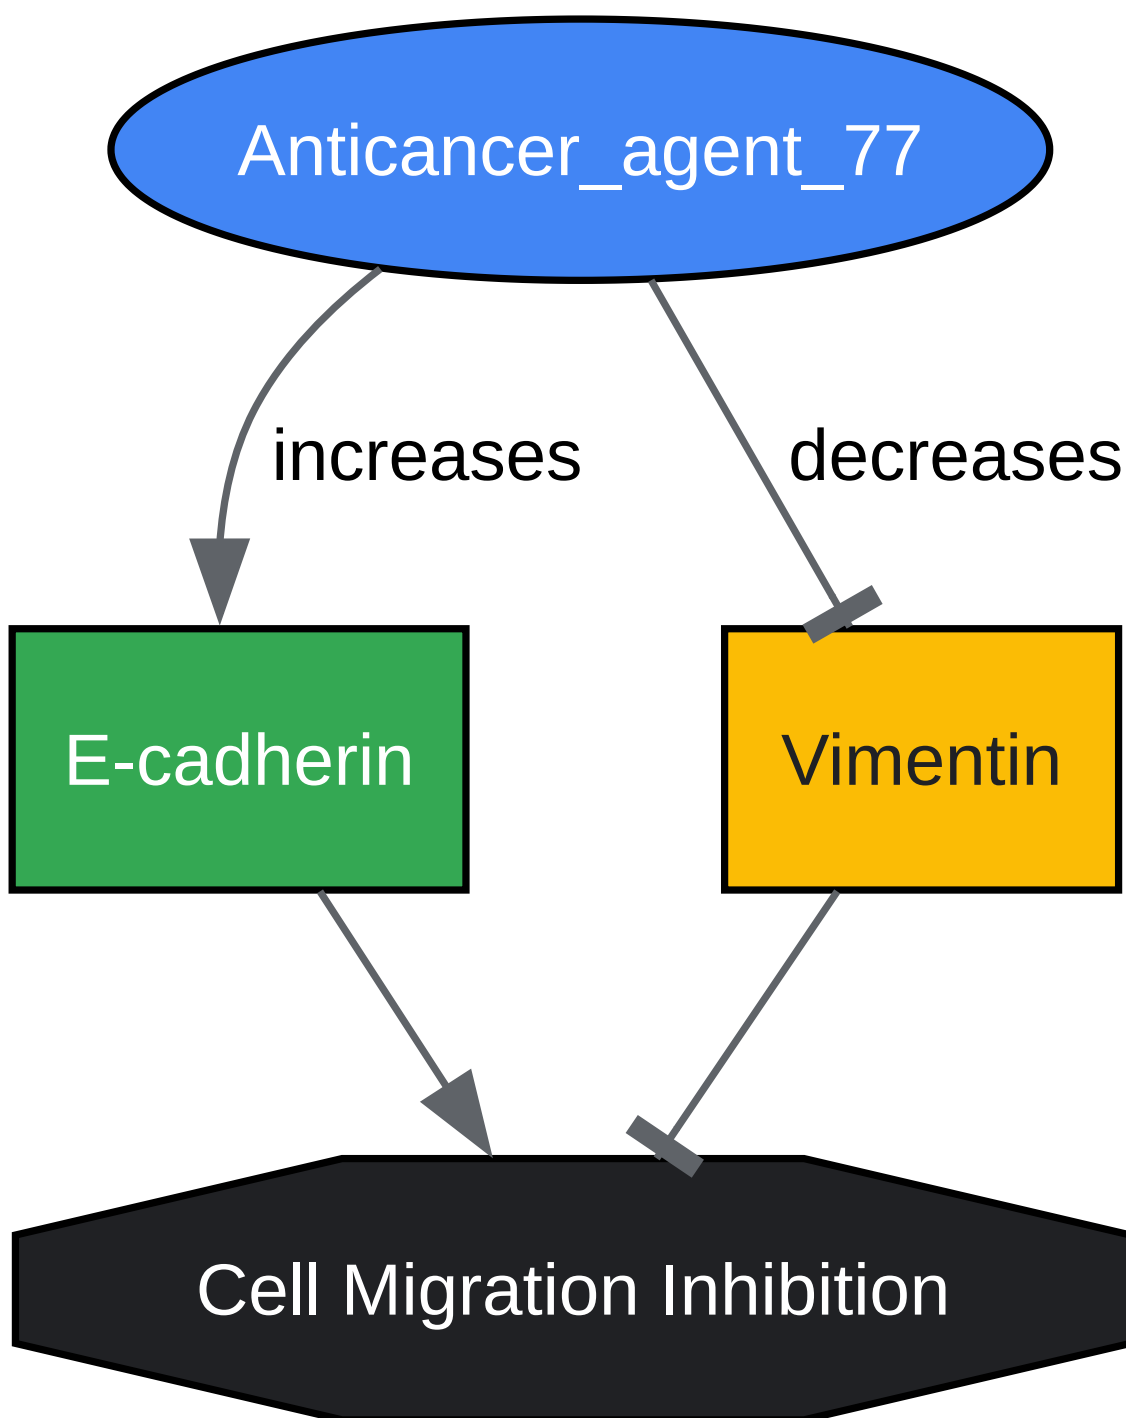 Anticancer_agent_77
increases
decreases
E-cadherin
Vimentin
Cell Migration Inhibition